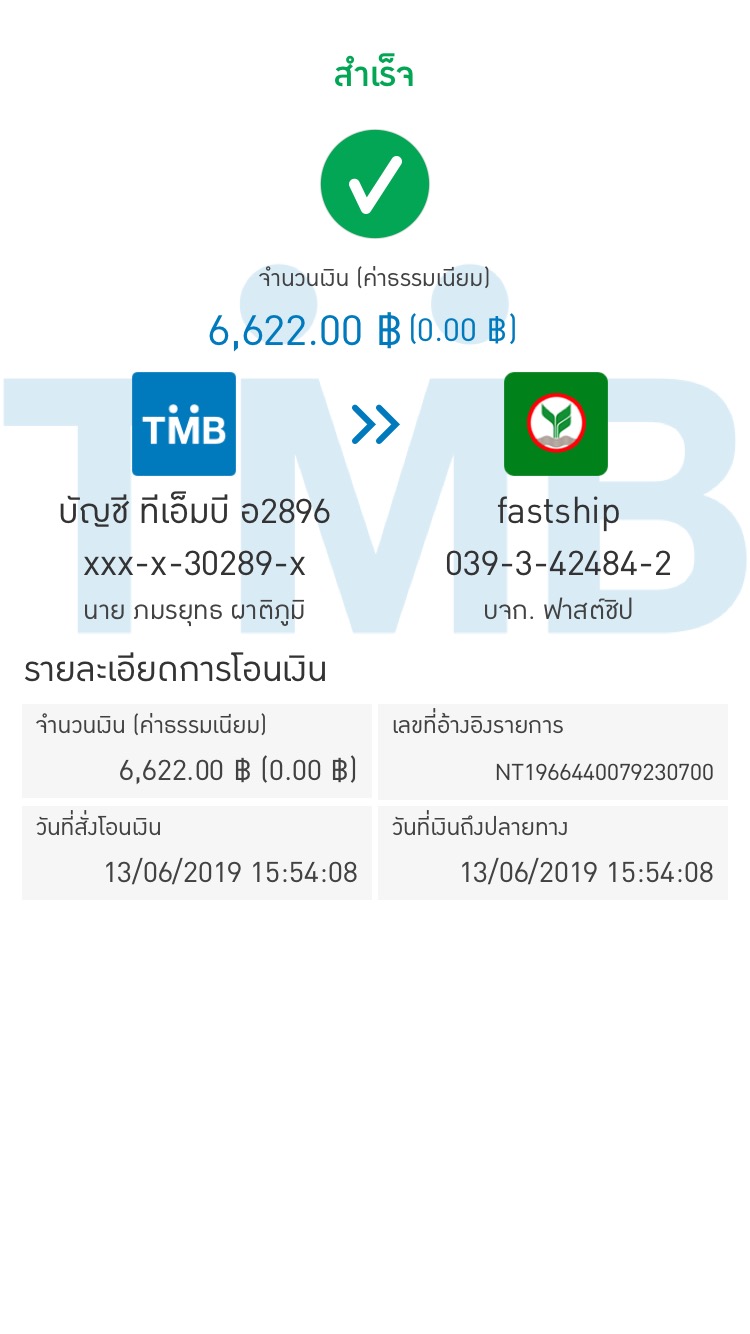 สำเร็จ
จำนวนเงิน (ค่าธรรมเนียม)
6,622.00 ฿ (0.00 ฿)
TMB
TMB
บัญชี ทีเอ็มบี อ2896
fastship
xxx-x-30289-x
039-3-42484-2
นาย ภมรยุทธ ผาติภูมิ
บจก. ฟาสต์ชิป
รายละเอียดการโอนเงิน
จำนวนเงิน (ค่าธรรมเนียม)
6,622.00 ฿ (0.00 ฿)
เลขที่อ้างอิงรายการ
NT1966440079230700
วันที่สั่งโอนเงิน
13/06/2019 15:54:08
วันที่เงินถึงปลายทาง
13/06/2019 15:54:08